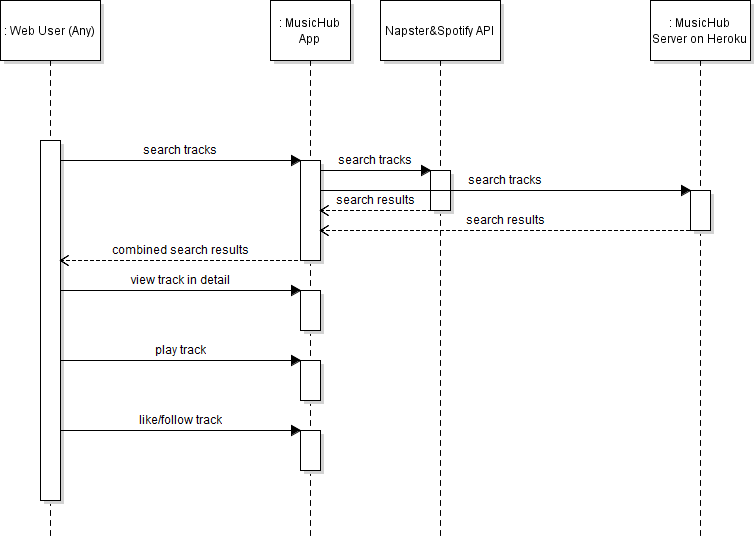 : Web User (Any)
: MusicHub
App
Napster&Spotify API
: MusicHub
Server on Heroku
search tracks
search tracks
search tracks
search results
search results
combined search results
view track in detail
play track
like/follow track